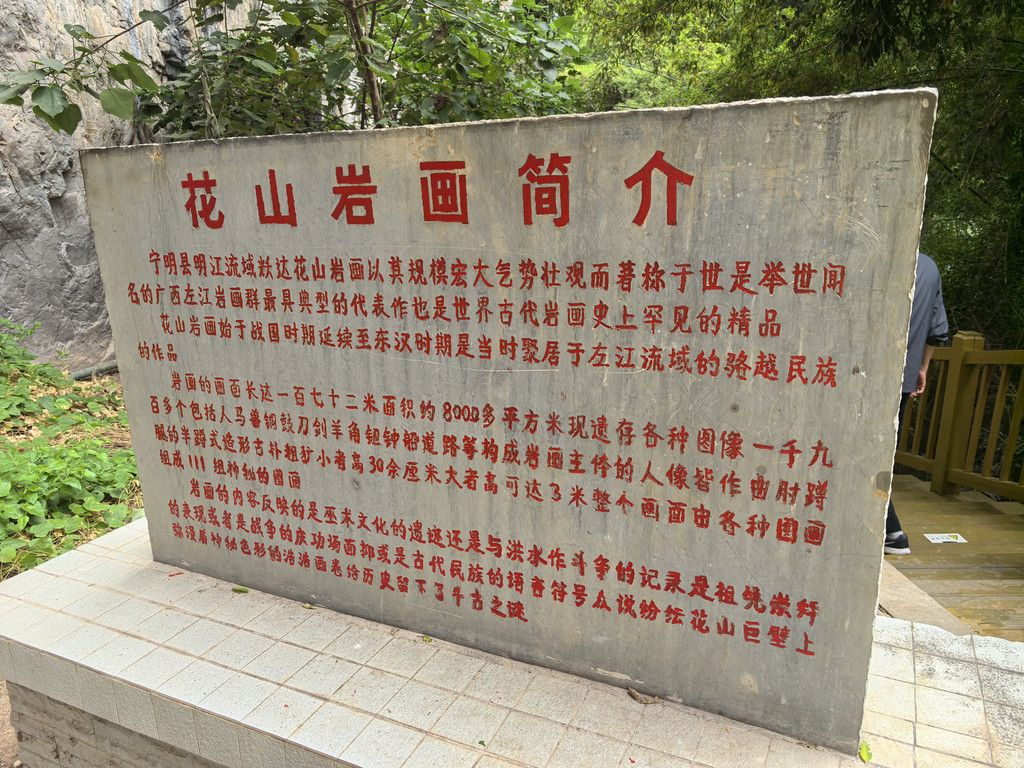 花山岩画简介
宁明县明江流域耀达花山岩画以其规模宏大气势壮观而著称于世是举世闻
名的广西左江岩画群最具典型的代表作也是世界古代岩画史上罕见的精品
花山岩画始于战国时期延续至东汉时期是当时聚居于左江流域的骆越民族
的作品
岩画的画面长达一百七十二米面积约8000多平方米现遗存各种图像一千九
百多个包括人马兽铜鼓刀剑羊角钮钟船道路等构成岩画主体的人像皆作曲肘蹲
腿的半蹲式造形古朴粗犷小者高30余厘米大者高可达3米整个画面由各种图画
组成111组神秘的图画
岩画的内容反映的是巫术文化的遗迹还是与洪水作斗争的记录是祖先崇拜
的表现或者是战争的庆功场面抑或是古代民族的语言符号众说纷纭花山巨壁上
弥漫着神秘色彩的浩浩画卷给历史留下了千古之谜